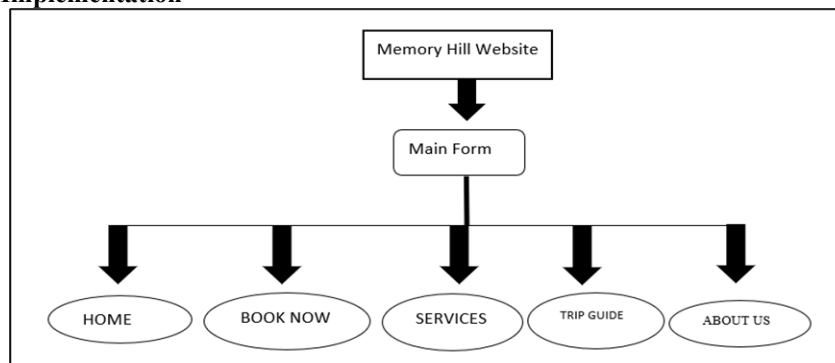 Implementation
Memory Hill Website
Main Form
HOME
BOOK NOW
SERVICES
TRIP GUIDE
ABOUT US